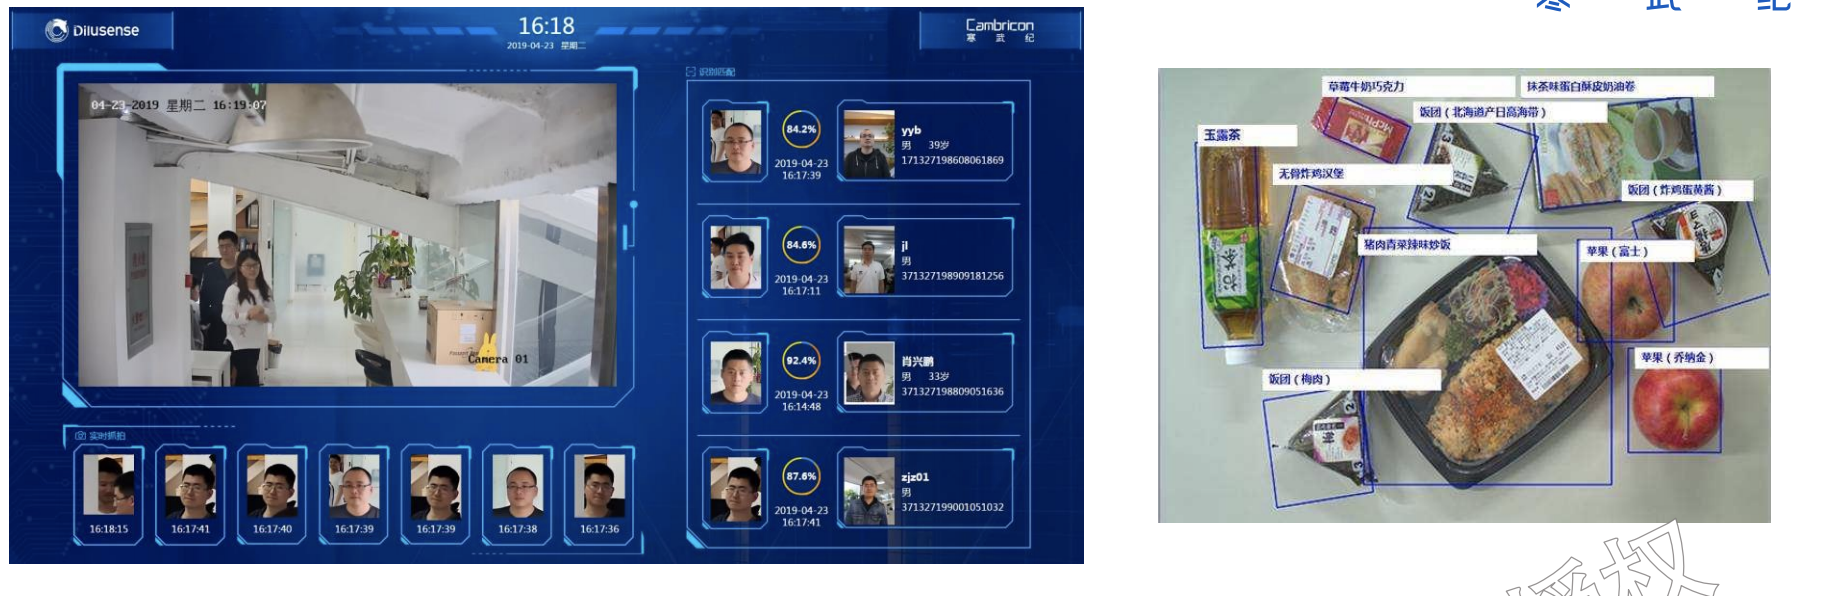 寒 武 纪
Dilusense
16:18
2019-04-23 星期二
Cambricon
寒 武 纪
04-23-2019 星期二 16:19:07
Camera 01
实时抓拍
16:18:15
16:17:41
16:17:40
16:17:39
16:17:39
16:17:38
16:17:36
识别匹配
84.2%
2019-04-23
16:17:39
yyb
男 39岁
171327198608061869
84.6%
2019-04-23
16:17:11
jl
男
371327198909181256
92.4%
2019-04-23
16:14:48
肖兴鹏
男 33岁
371327198809051636
87.6%
2019-04-23
16:17:41
zjz01
男
371327199001051032
草莓牛奶巧克力
抹茶味蛋白酥皮奶油卷
饭团（北海道产日高海带）
玉露茶
无骨炸鸡汉堡
饭团（炸鸡蛋黄酱）
猪肉青菜辣味炒饭
苹果（富士）
苹果（乔纳金）
饭团（梅肉）
授权